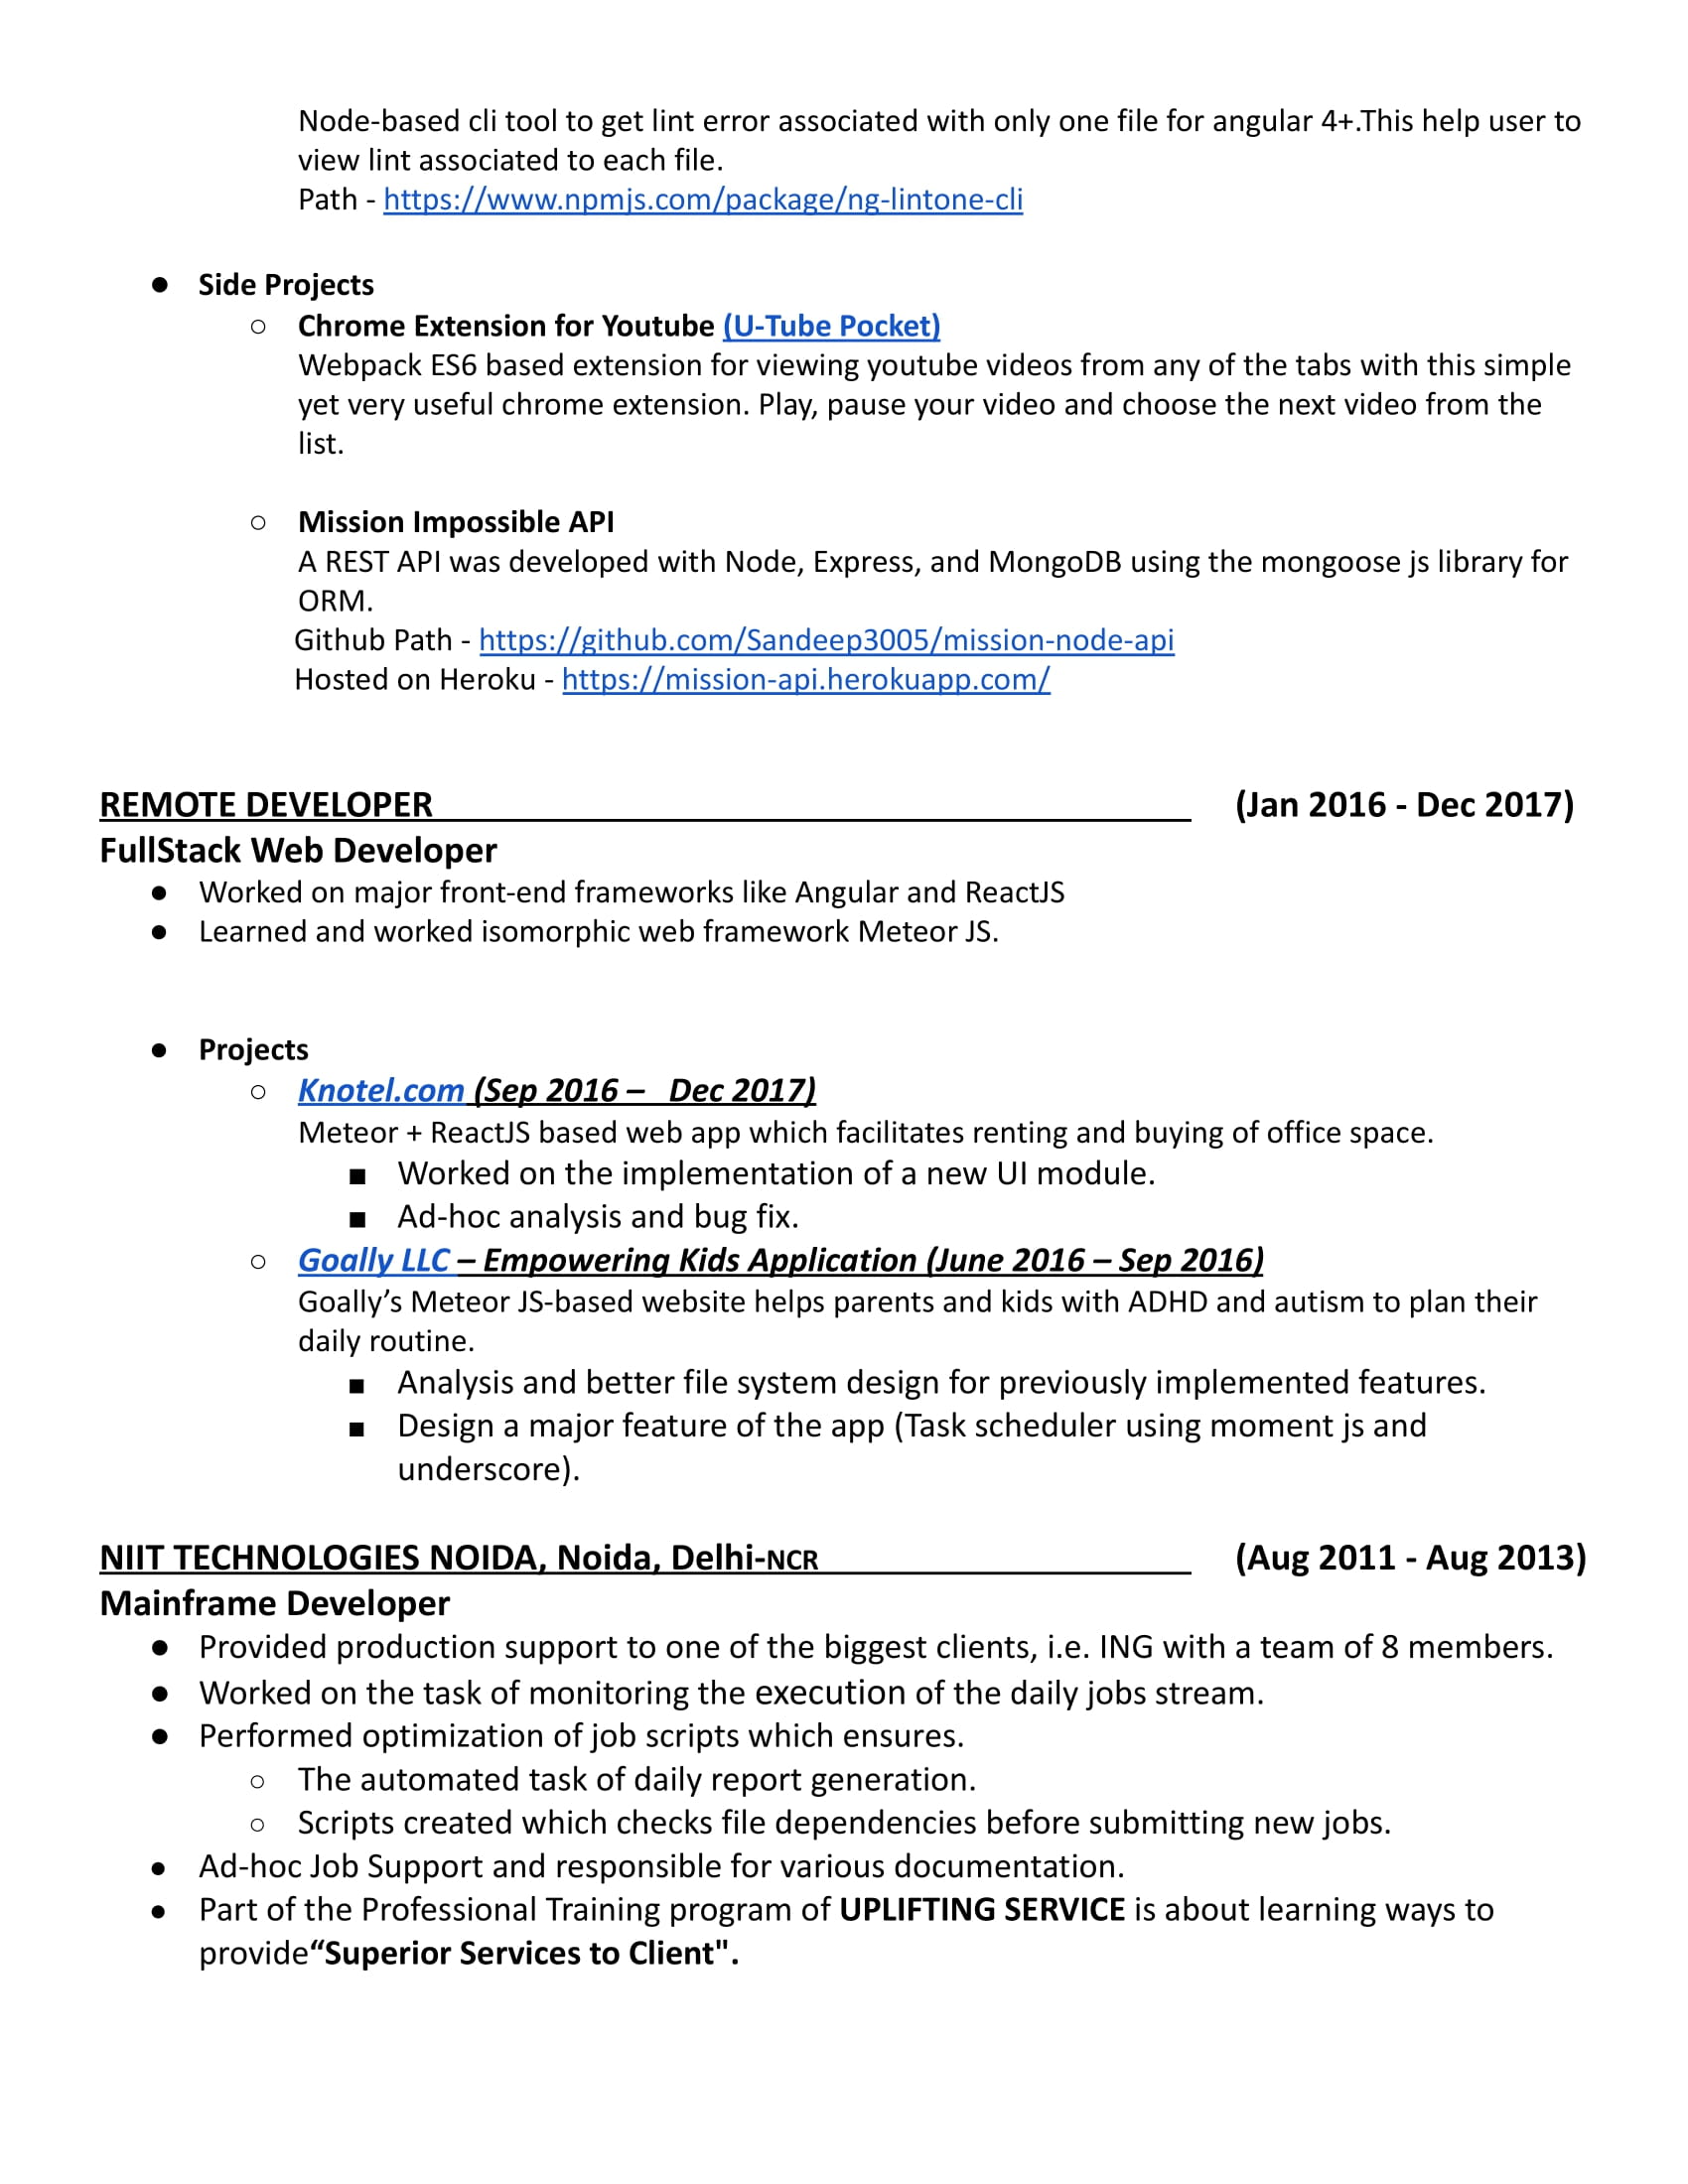 Node-based cli tool to get lint error associated with only one file for angular 4+.This help user to
view lint associated to each file.
Path - https://www.npmjs.com/package/ng-lintone-cli
● Side Projects
○ Chrome Extension for Youtube (U-Tube Pocket)
Webpack ES6 based extension for viewing youtube videos from any of the tabs with this simple
yet very useful chrome extension. Play, pause your video and choose the next video from the
list.
○ Mission Impossible API
A REST API was developed with Node, Express, and MongoDB using the mongoose js library for
ORM.
Github Path - https://github.com/Sandeep3005/mission-node-api
Hosted on Heroku - https://mission-api.herokuapp.com/
REMOTE DEVELOPER (Jan 2016 - Dec 2017)
FullStack Web Developer
● Worked on major front-end frameworks like Angular and ReactJS
● Learned and worked isomorphic web framework Meteor JS.
● Projects
○ Knotel.com (Sep 2016 – Dec 2017)
Meteor + ReactJS based web app which facilitates renting and buying of office space.
■ Worked on the implementation of a new UI module.
■ Ad-hoc analysis and bug fix.
○ Goally LLC – Empowering Kids Application (June 2016 – Sep 2016)
Goally’s Meteor JS-based website helps parents and kids with ADHD and autism to plan their
daily routine.
■ Analysis and better file system design for previously implemented features.
■ Design a major feature of the app (Task scheduler using moment js and
underscore).
NIIT TECHNOLOGIES NOIDA, Noida, Delhi-NCR (Aug 2011 - Aug 2013)
Mainframe Developer
● Provided production support to one of the biggest clients, i.e. ING with a team of 8 members.
● Worked on the task of monitoring the execution of the daily jobs stream.
● Performed optimization of job scripts which ensures.
○ The automated task of daily report generation.
○ Scripts created which checks file dependencies before submitting new jobs.
● Ad-hoc Job Support and responsible for various documentation.
● Part of the Professional Training program of UPLIFTING SERVICE is about learning ways to
provide“Superior Services to Client".